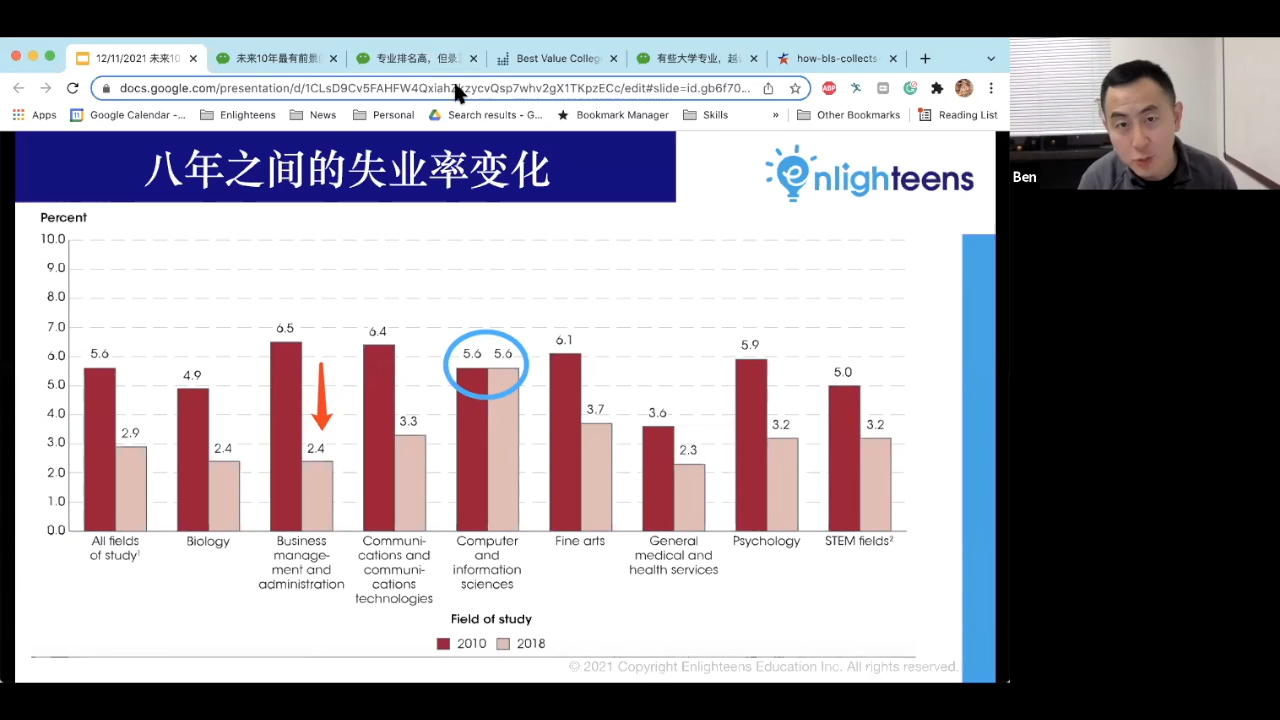 12/11/2021 未来10
未来10年最有前
专业
高，但录
Best Value Colleg
有些大学专业，起
how-bis-collects
docs.google.com/presentation/d/1
edit#slide=id.gb6f70...
Apps
Google Calendar -...
Enlighteens
News
Personal
Search results - G...
Bookmark Manager
Skills
»
Other Bookmarks
Reading List
Ben
八年之间的失业率变化
enlighteens
Percent
10.0
9.0
8.0
7.0
6.0
5.0
4.0
3.0
2.0
1.0
0.0
5.6
2.9
4.9
2.4
6.5
2.4
6.4
3.3
5.6 5.6
6.1
3.7
3.6
2.3
5.9
3.2
5.0
3.2
All fields
of study¹
Biology
Business
manage-
ment and
administration
Communi-
cations and
communi-
cations
technologies
Computer
and
information
sciences
Fine arts
General
medical and
health services
Psychology
STEM fields²
Field of study
2010 2018
© 2021 Copyright Enlighteens Education Inc. All rights reserved.